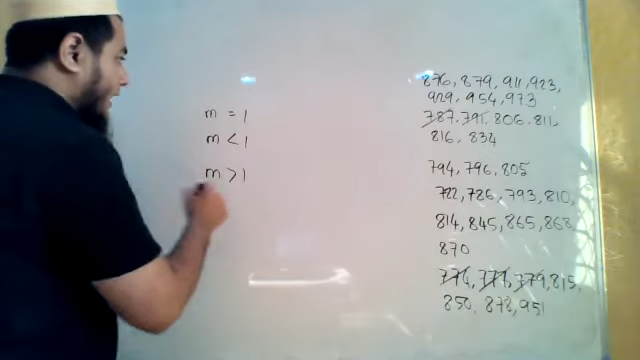 m = 1
m < 1
m > 1
876, 879, 911, 923,
929, 954, 973
787, 791, 806, 811,
816, 834
794, 796, 805
722, 726, 793, 810,
814, 845, 865, 868,
870
774, 777, 779, 815,
850, 878, 951